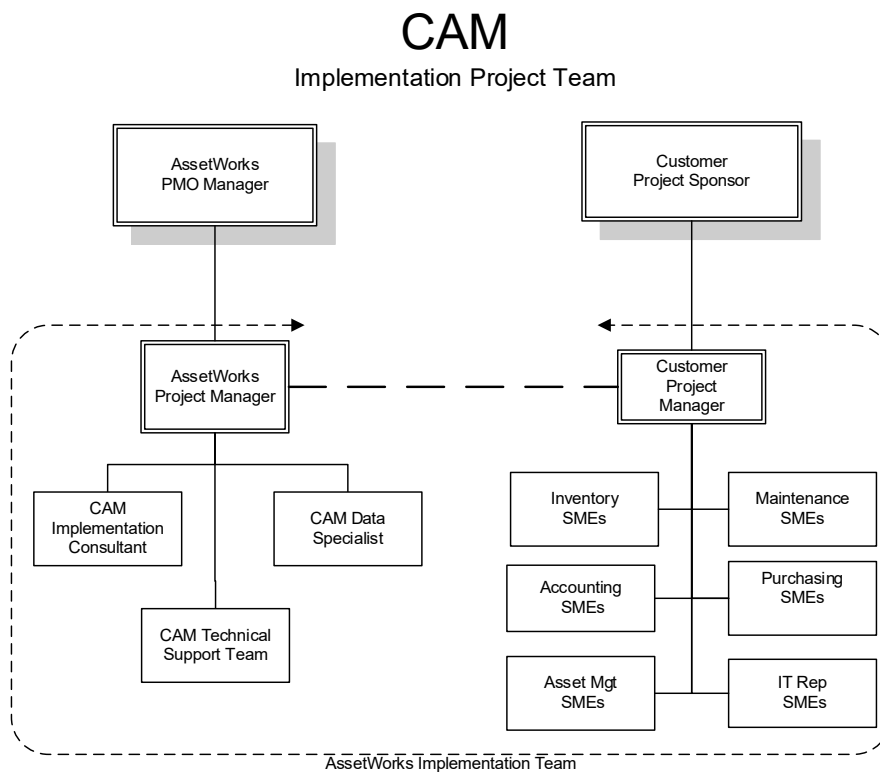 CAM
Implementation Project Team
AssetWorks
PMO Manager
Customer
Project Sponsor
AssetWorks
Project Manager
Customer
Project
Manager
CAM
Implementation
Consultant
CAM Data
Specialist
CAM Technical
Support Team
Inventory
SMEs
Maintenance
SMEs
Accounting
SMEs
Purchasing
SMEs
Asset Mgt
SMEs
IT Rep
SMEs
AssetWorks Implementation Team